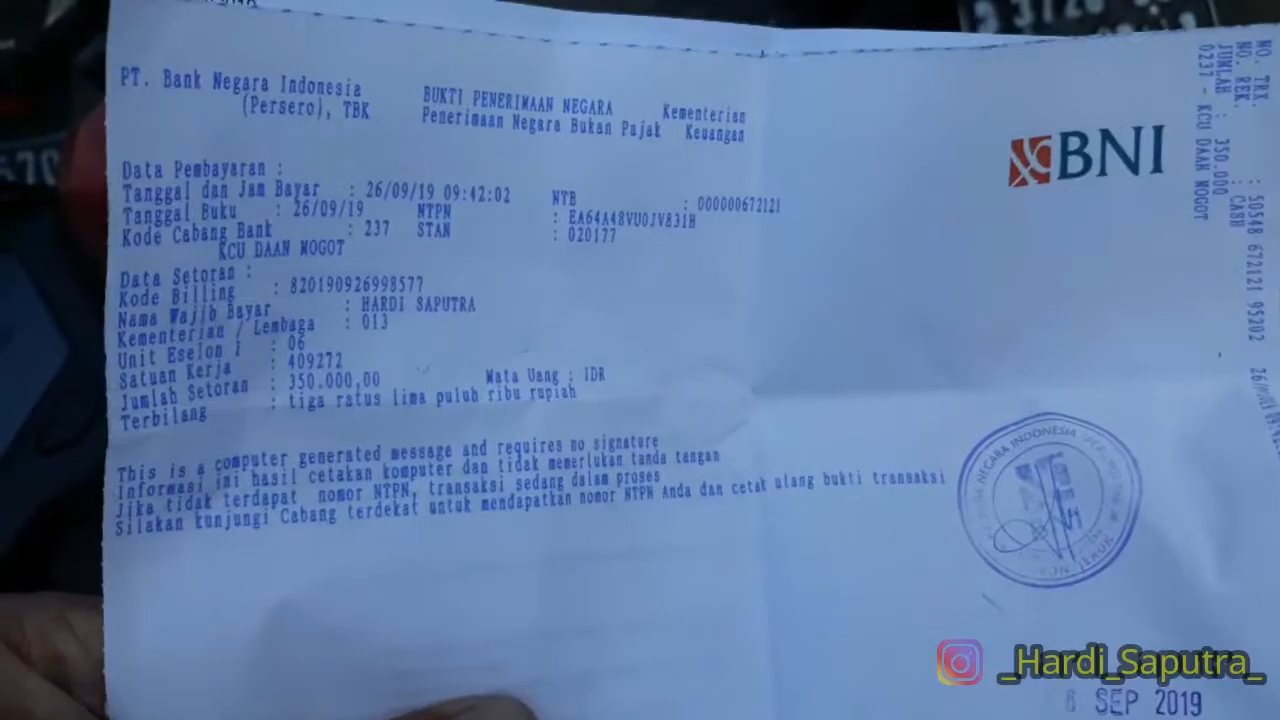 PT. Bank Negara Indonesia
(Persero), TBK
BUKTI PENERIMAAN NEGARA
Penerimaan Negara Bukan Pajak
Kementerian
Keuangan
BNI
Data Pembayaran :
Tanggal dan Jam Bayar : 26/09/19 09:42:02 NTB : 000000672121
Tanggal Buku : 26/09/19 NTPN : EA64A48VU0JV831H
Kode Cabang Bank : 237 STAN : 020177
KCU DAAN MOGOT
Data Setoran :
Kode Billing : 820190926998577
Nama Wajib Bayar : HARDI SAPUTRA
Kementerian / Lembaga : 013
Unit Eselon I : 06
Satuan Kerja : 409272
Jumlah Setoran : 350.000,00 Mata Uang : IDR
Terbilang : tiga ratus lima puluh ribu rupiah
This is a computer generated message and requires no signature
Informasi ini hasil cetakan komputer dan tidak memerlukan tanda tangan
Jika tidak terdapat nomor NTPN, transaksi sedang dalam proses
Silakan kunjungi Cabang terdekat untuk mendapatkan nomor NTPN Anda dan cetak ulang bukti transaksi
NO. TRX. : 50548 672121 95202
NO. REK. : CASH
JUMLAH : 350.000
0237 - KCU DAAN MOGOT
NEGARA INDONESIA
_Hardi_Saputra_
6 SEP 2019